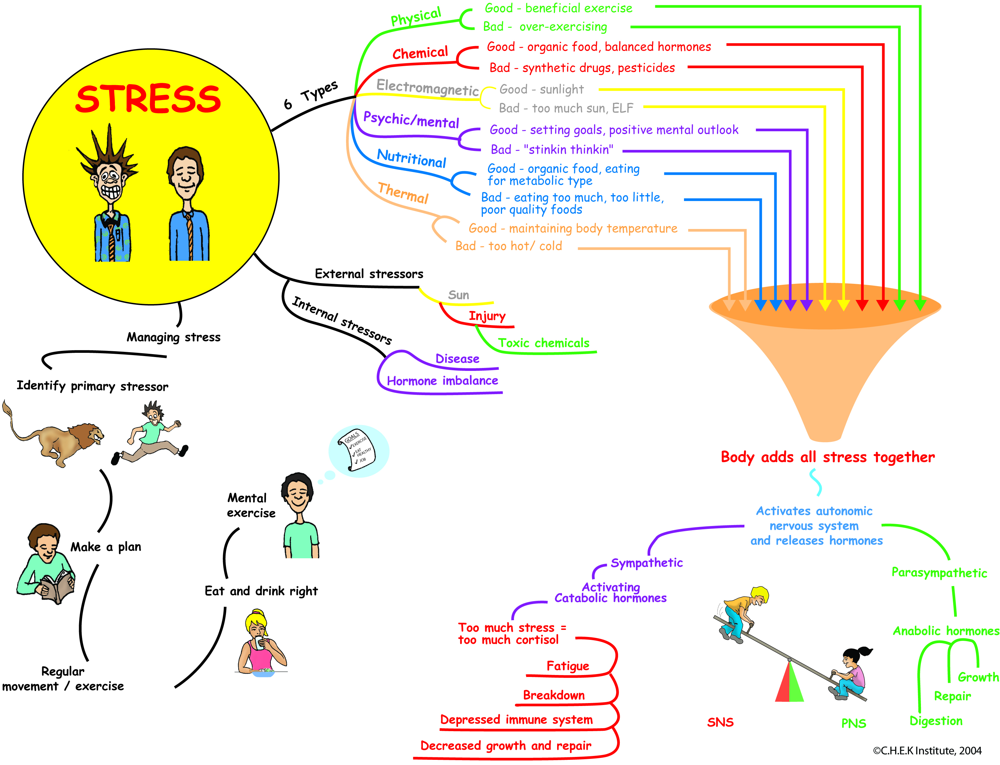 STRESS
6 Types
Physical
Good - beneficial exercise
Bad - over-exercising
Chemical
Good - organic food, balanced hormones
Bad - synthetic drugs, pesticides
Electromagnetic
Good - sunlight
Bad - too much sun, ELF
Psychic/mental
Good - setting goals, positive mental outlook
Bad - "stinkin thinkin"
Nutritional
Good - organic food, eating
for metabolic type
Bad - eating too much, too little,
poor quality foods
Thermal
Good - maintaining body temperature
Bad - too hot/ cold
External stressors
Sun
Injury
Toxic chemicals
Internal stressors
Disease
Hormone imbalance
Managing stress
Identify primary stressor
Make a plan
Regular
movement / exercise
Eat and drink right
Mental
exercise
GOALS
✓EXERCISE
✓EAT
HEALTHY
✓JOB
Body adds all stress together
Activates autonomic
nervous system
and releases hormones
Sympathetic
Activating
Catabolic hormones
Too much stress =
too much cortisol
Fatigue
Breakdown
Depressed immune system
Decreased growth and repair
Parasympathetic
Anabolic hormones
Growth
Repair
Digestion
SNS
PNS
©C.H.E.K Institute, 2004